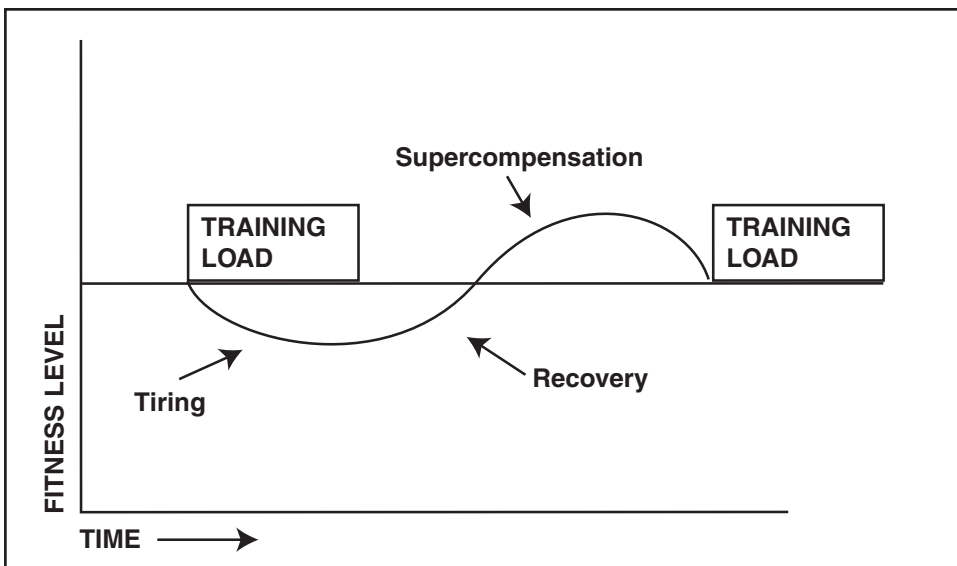 Supercompensation
TRAINING
LOAD
TRAINING
LOAD
Tiring
Recovery
FITNESS LEVEL
TIME